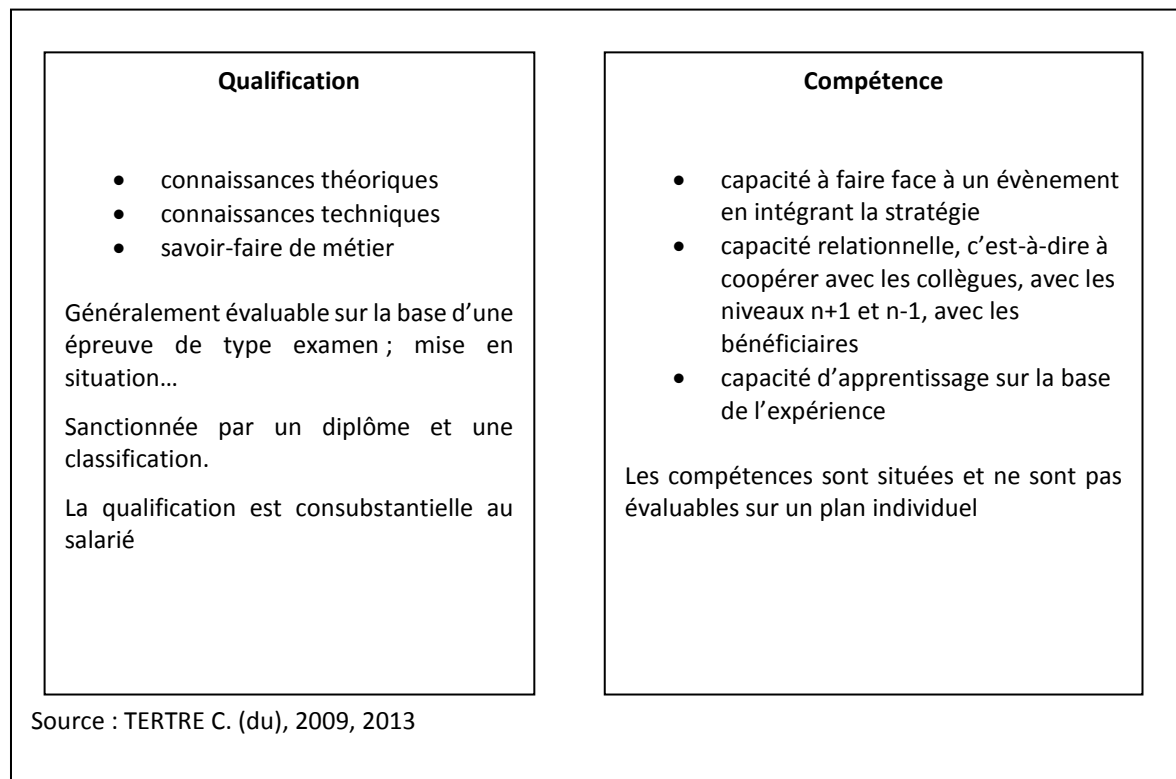 Qualification
• connaissances théoriques
• connaissances techniques
• savoir-faire de métier
Généralement évaluable sur la base d’une
épreuve de type examen ; mise en
situation…
Sanctionnée par un diplôme et une
classification.
La qualification est consubstantielle au
salarié
Compétence
• capacité à faire face à un évènement
en intégrant la stratégie
• capacité relationnelle, c’est-à-dire à
coopérer avec les collègues, avec les
niveaux n+1 et n-1, avec les
bénéficiaires
• capacité d’apprentissage sur la base
de l’expérience
Les compétences sont situées et ne sont pas
évaluables sur un plan individuel
Source : TERTRE C. (du), 2009, 2013